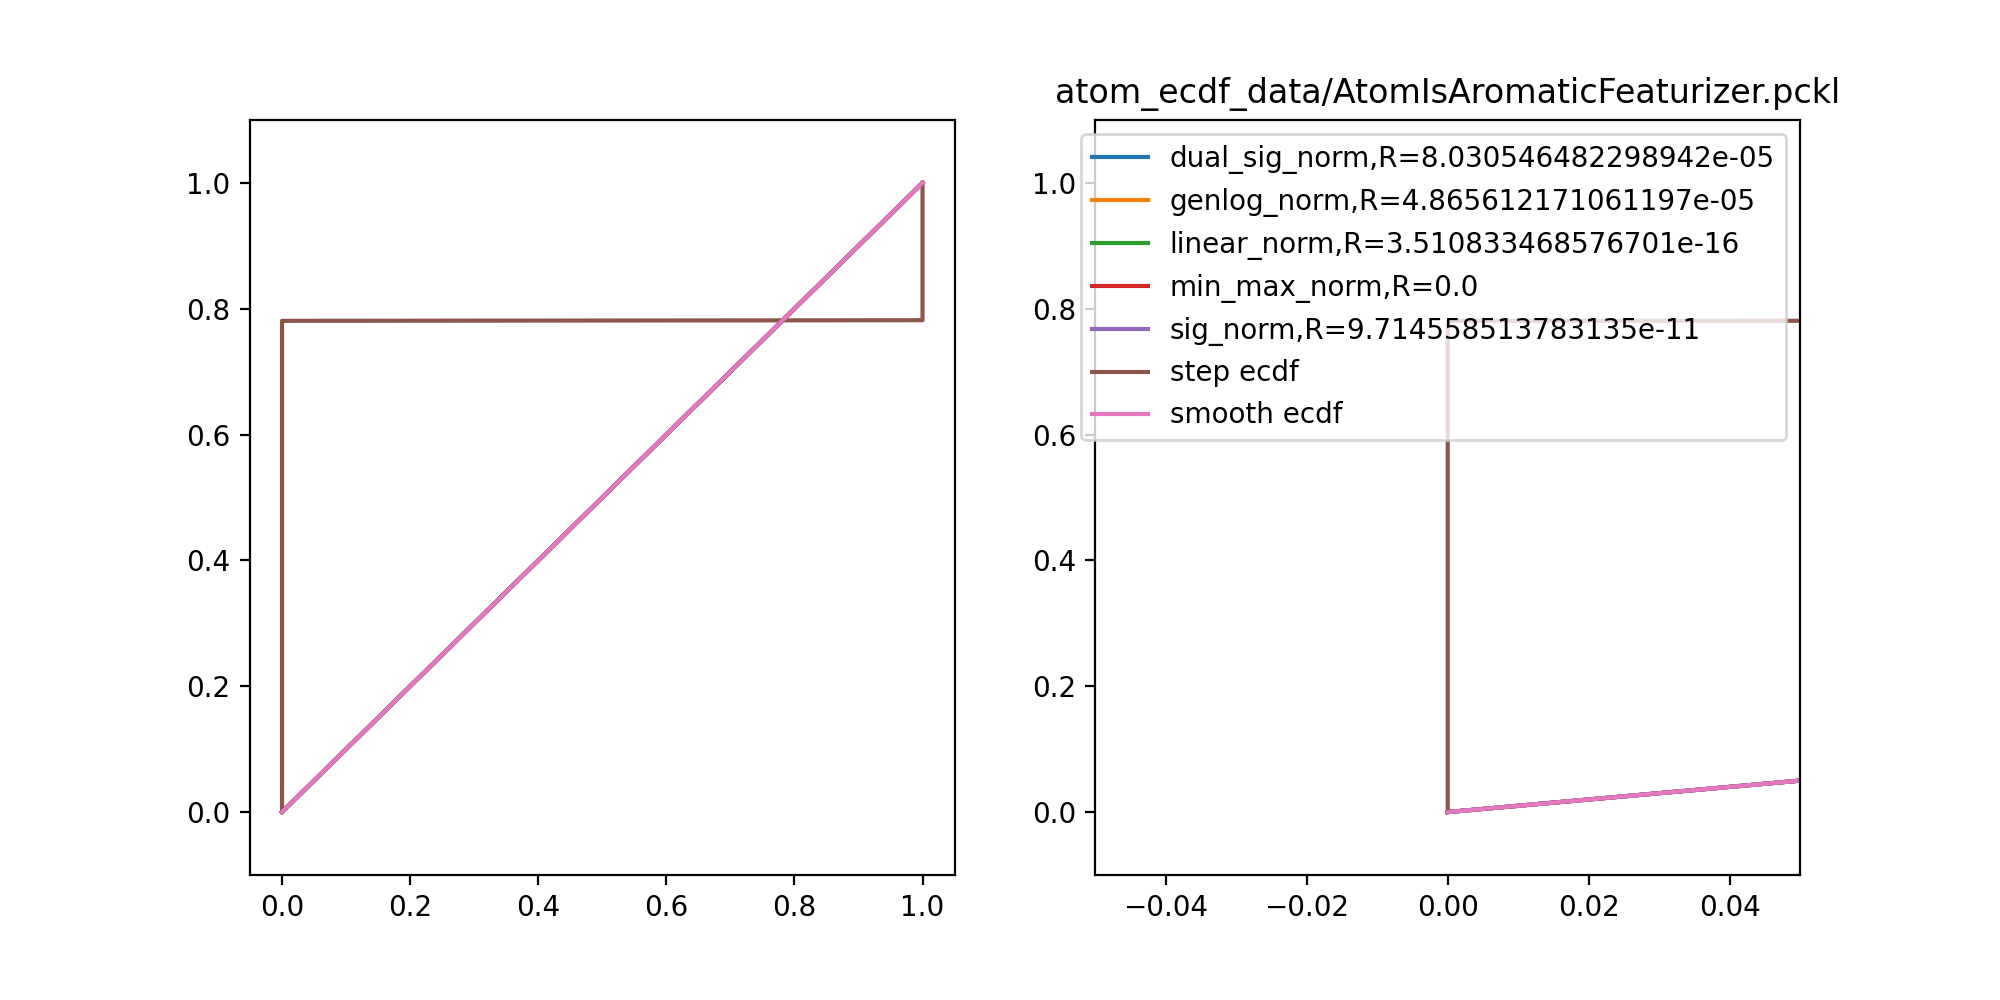 atom_ecdf_data/AtomIsAromaticFeaturizer.pckl
1.0
0.8
0.6
0.4
0.2
0.0
0.0 0.2 0.4 0.6 0.8 1.0
dual_sig_norm,R=8.030546482298942e-05
genlog_norm,R=4.865612171061197e-05
linear_norm,R=3.510833468576701e-16
min_max_norm,R=0.0
sig_norm,R=9.714558513783135e-11
step ecdf
smooth ecdf
1.0
0.8
0.6
0.4
0.2
0.0
−0.04 −0.02 0.00 0.02 0.04